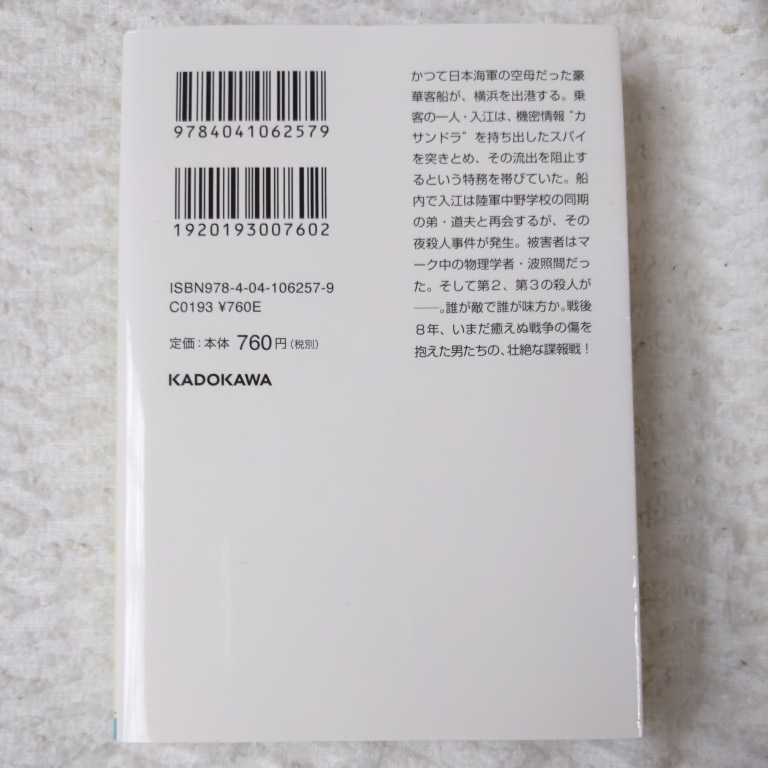 9784041062579
1920193007602
ISBN978-4-04-106257-9
C0193 ¥760E
定価：本体 760円（税別）
KADOKAWA
かつて日本海軍の空母だった豪
華客船が、横浜を出港する。乗
客の一人・入江は、機密情報“カ
サンドラ”を持ち出したスパイ
を突きとめ、その流出を阻止す
るという特務を帯びていた。船
内で入江は陸軍中野学校の同期
の弟・道夫と再会するが、その
夜殺人事件が発生。被害者はマ
ーク中の物理学者・波照間だっ
た。そして第2、第3の殺人が
――。誰が敵で誰が味方か。戦後
8年、いまだ癒えぬ戦争の傷を
抱えた男たちの、壮絶な諜報戦！